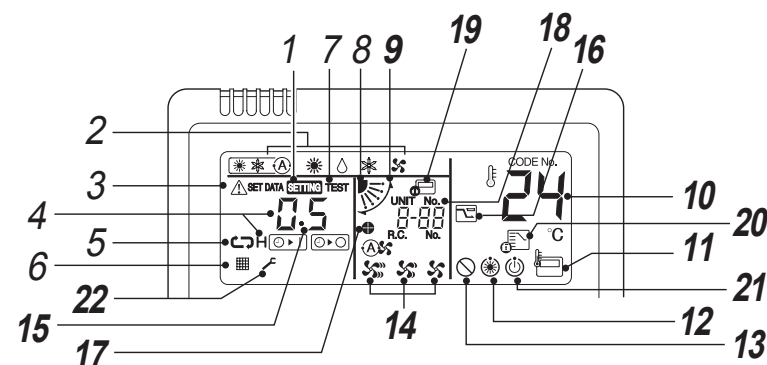 19
18
1 7 8 9
16
2
CODE No.
A
3
SET DATA SETTING TEST
24
10
UNIT No.
4
0.5
8-88
20
R.C. No.
°C
5
H
11
A
6
22
21
15
14
12
17
13